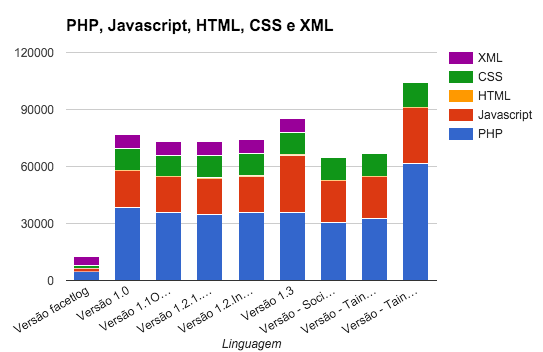 PHP, Javascript, HTML, CSS e XML
120000
90000
60000
30000
0
XML
CSS
HTML
Javascript
PHP
Versão facetlog
Versão 1.0
Versão 1.1O…
Versão 1.2.1.…
Versão 1.2.In…
Versão 1.3
Versão - Soci…
Versão - Tain…
Versão - Tain…
Linguagem